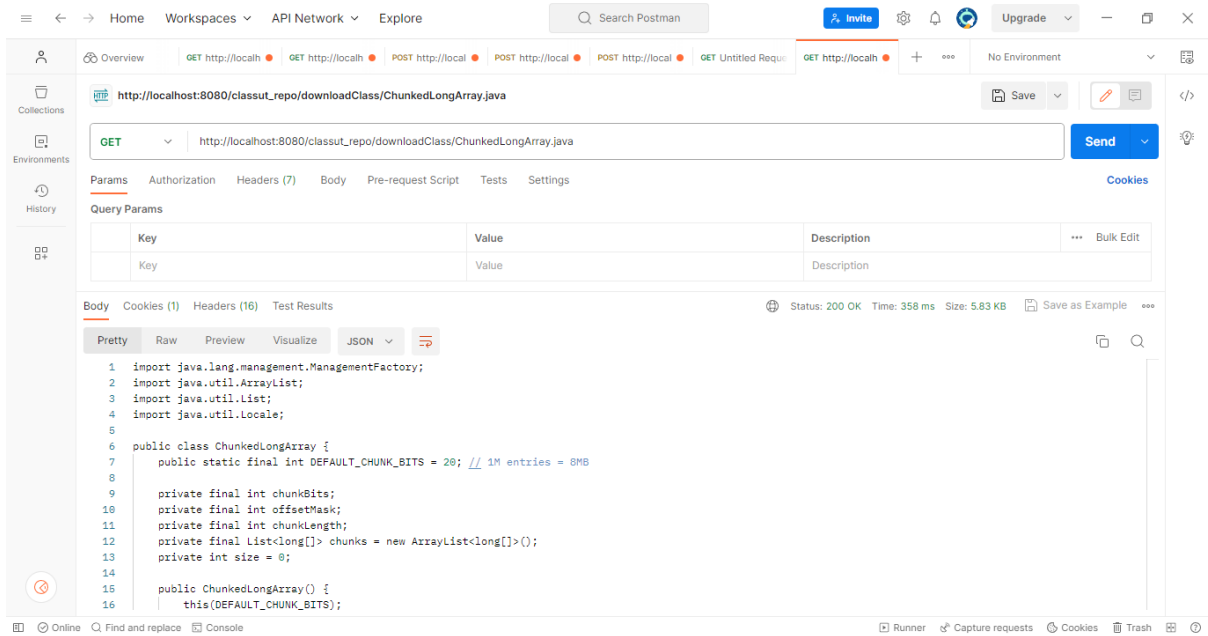 Home Workspaces API Network Explore Search Postman Invite Upgrade
Overview GET http://localh GET http://localh POST http://local POST http://local POST http://local GET Untitled Reque GET http://localh No Environment
HTTP http://localhost:8080/classut_repo/downloadClass/ChunkedLongArray.java Save
Collections
GET http://localhost:8080/classut_repo/downloadClass/ChunkedLongArray.java Send
Environments
Params Authorization Headers (7) Body Pre-request Script Tests Settings Cookies
History
Query Params
Key Value Description Bulk Edit
Key Value Description
Body Cookies (1) Headers (16) Test Results Status: 200 OK Time: 358 ms Size: 5.83 KB Save as Example
Pretty Raw Preview Visualize JSON
1 import java.lang.management.ManagementFactory;
2 import java.util.ArrayList;
3 import java.util.List;
4 import java.util.Locale;
5
6 public class ChunkedLongArray {
7 public static final int DEFAULT_CHUNK_BITS = 20; // 1M entries = 8MB
8
9 private final int chunkBits;
10 private final int offsetMask;
11 private final int chunkLength;
12 private final List<long[]> chunks = new ArrayList<long[]>();
13 private int size = 0;
14
15 public ChunkedLongArray() {
16 this(DEFAULT_CHUNK_BITS);
Online Find and replace Console Runner Capture requests Cookies Trash